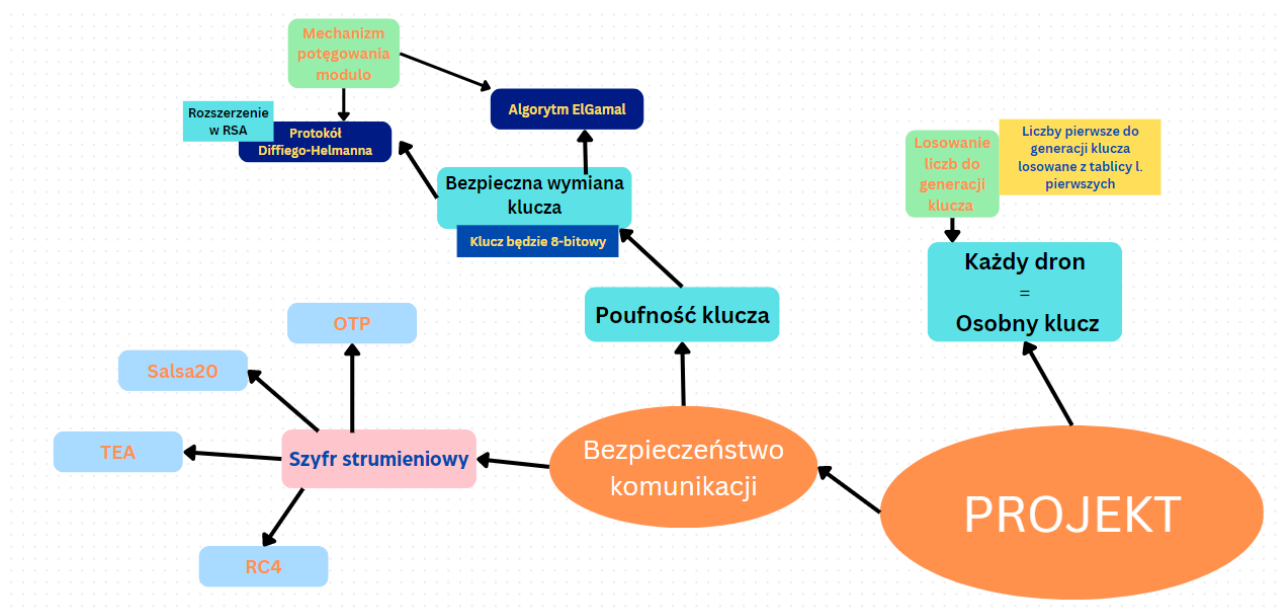 Mechanizm
potęgowania
modulo
Rozszerzenie
w RSA
Protokół
Diffiego-Helmanna
Algorytm ElGamal
Bezpieczna wymiana
klucza
Klucz będzie 8-bitowy
Losowanie
liczb do
generacji
klucza
Liczby pierwsze do
generacji klucza
losowane z tablicy l.
pierwszych
Każdy dron
=
Osobny klucz
Poufność klucza
OTP
Salsa20
TEA
Szyfr strumieniowy
RC4
Bezpieczeństwo
komunikacji
PROJEKT